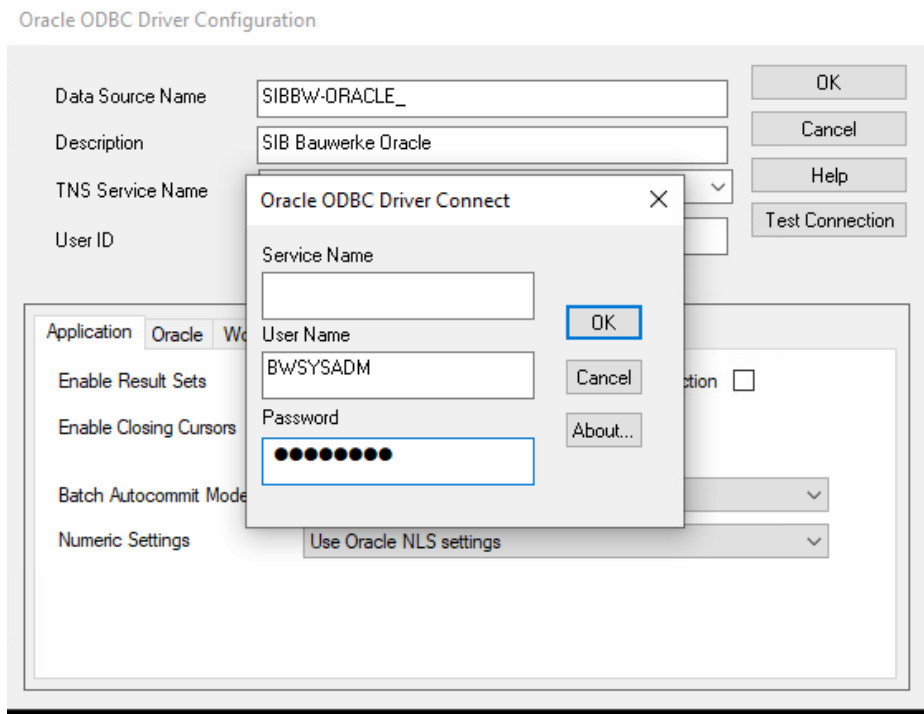 Oracle ODBC Driver Configuration
Data Source Name SIBBW-ORACLE_ OK
Description SIB Bauwerke Oracle Cancel
TNS Service Name Help
User ID Test Connection
Oracle ODBC Driver Connect
Service Name
User Name
BWSYSADM
Password
OK
Cancel
About...
Application Oracle
Enable Result Sets
Enable Closing Cursors
Batch Autocommit Mode
Numeric Settings Use Oracle NLS settings